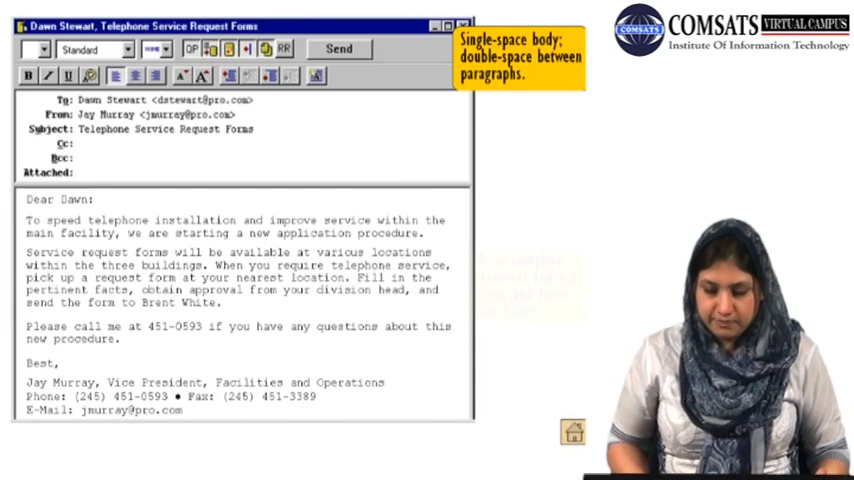 Dawn Stewart, Telephone Service Request Forms
Standard
OP
RR
Send
B I U
A A
To: Dawn Stewart <dstewart@pro.com>
From: Jay Murray <jmurray@pro.com>
Subject: Telephone Service Request Forms
Cc:
Bcc:
Attached:
Dear Dawn:
To speed telephone installation and improve service within the
main facility, we are starting a new application procedure.
Service request forms will be available at various locations
within the three buildings. When you require telephone service,
pick up a request form at your nearest location. Fill in the
pertinent facts, obtain approval from your division head, and
send the form to Brent White.
Please call me at 451-0593 if you have any questions about this
new procedure.
Best,
Jay Murray, Vice President, Facilities and Operations
Phone: (245) 451-0593 ● Fax: (245) 451-3389
E-Mail: jmurray@pro.com
Single-space body;
double-space between
paragraphs.
COMSATS
COMSATS VIRTUAL CAMPUS
Institute Of Information Technology